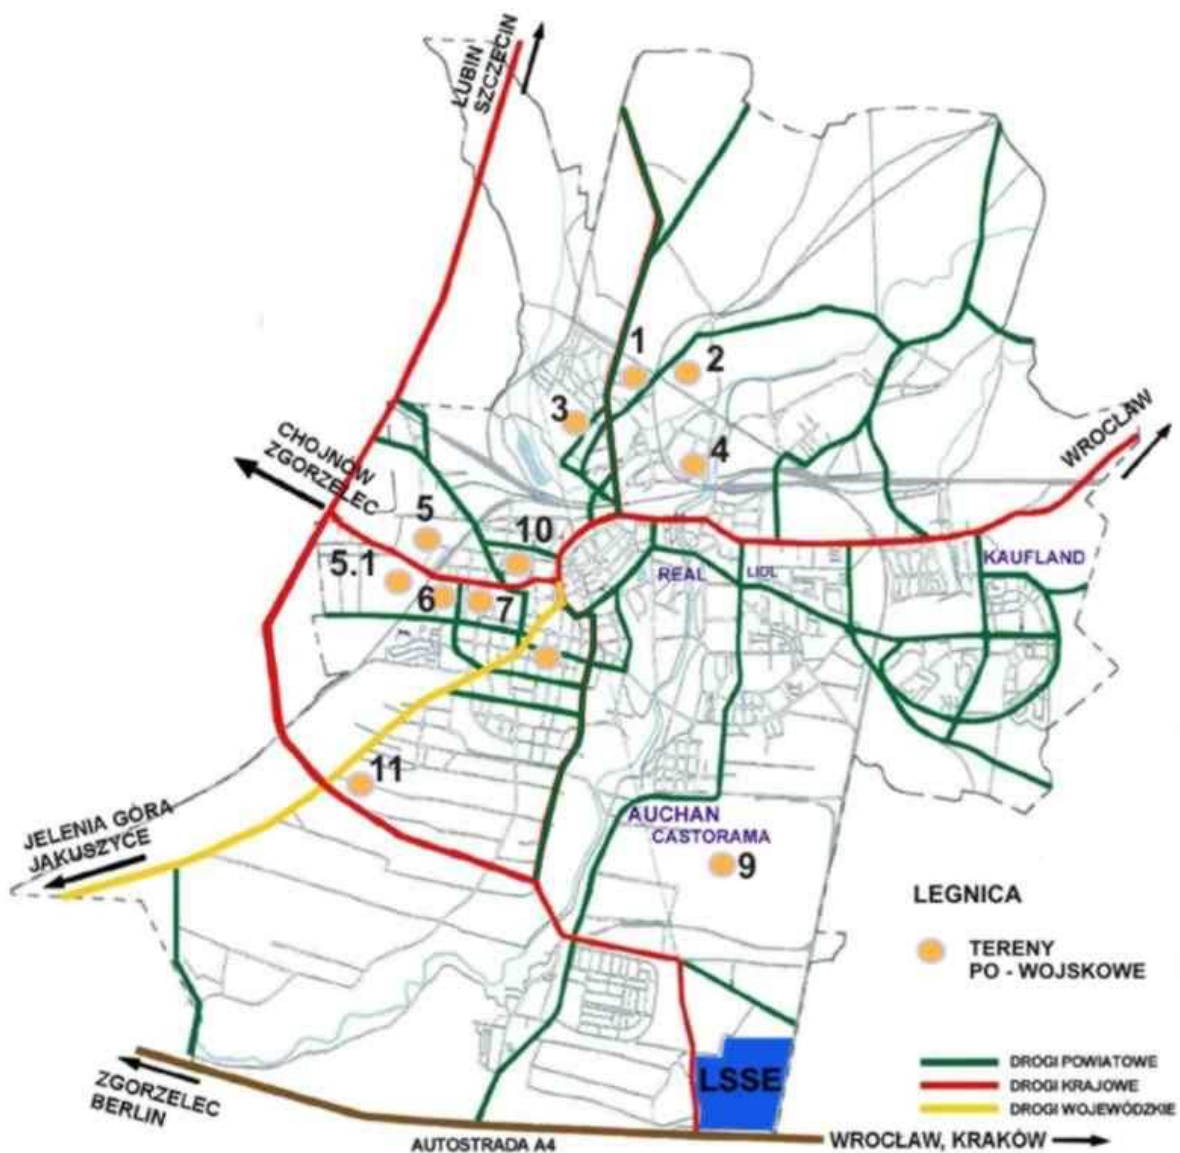 ŁUBIN
SZCZECIN
1
2
3
4
CHOJNÓW
ZGORZELEC
WROCŁAW
5
10
5.1
6
7
REAL
LIDL
KAUFLAND
11
JELENIA GÓRA
JAKUSZYCE
AUCHAN
CASTORAMA
9
LEGNICA
TERENY
PO - WOJSKOWE
LSSE
DROGI POWIATOWE
DROGI KRAJOWE
DROGI WOJEWÓDZKIE
ZGORZELEC
BERLIN
AUTOSTRADA A4
WROCŁAW, KRAKÓW